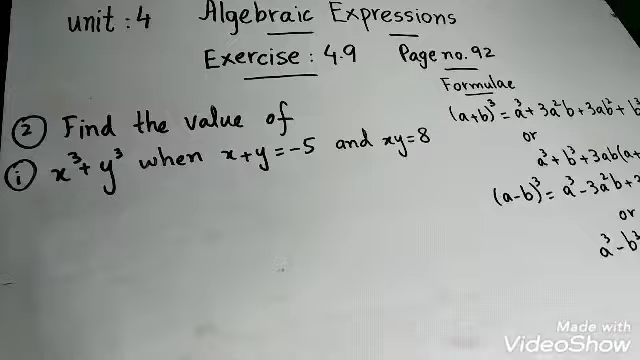 unit : 4 Algebraic Expressions
Exercise : 4.9 Page no. 92
Formulae
(a+b)³ = a³ + 3a²b + 3ab² + b³
or
a³ + b³ + 3ab(a+
(a-b)³ = a³ - 3a²b + 3
or
a³ - b³
② Find the value of
ⓘ x³ + y³ when x + y = -5 and xy = 8
Made with
VideoShow